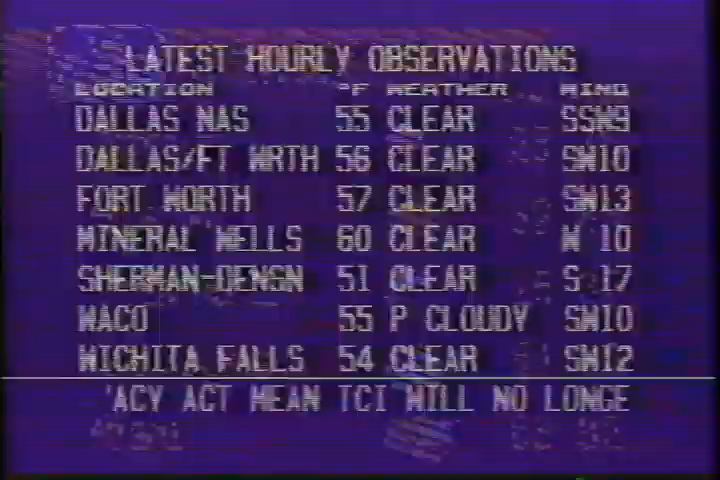 LATEST HOURLY OBSERVATIONS
LOCATION °F WEATHER WIND
DALLAS NAS 55 CLEAR SSW9
DALLAS/FT WRTH 56 CLEAR SW10
FORT WORTH 57 CLEAR SW13
MINERAL WELLS 60 CLEAR W 10
SHERMAN-DENSN 51 CLEAR S 17
WACO 55 P CLOUDY SW10
WICHITA FALLS 54 CLEAR SW12
'ACY ACT MEAN TCI WILL NO LONGE